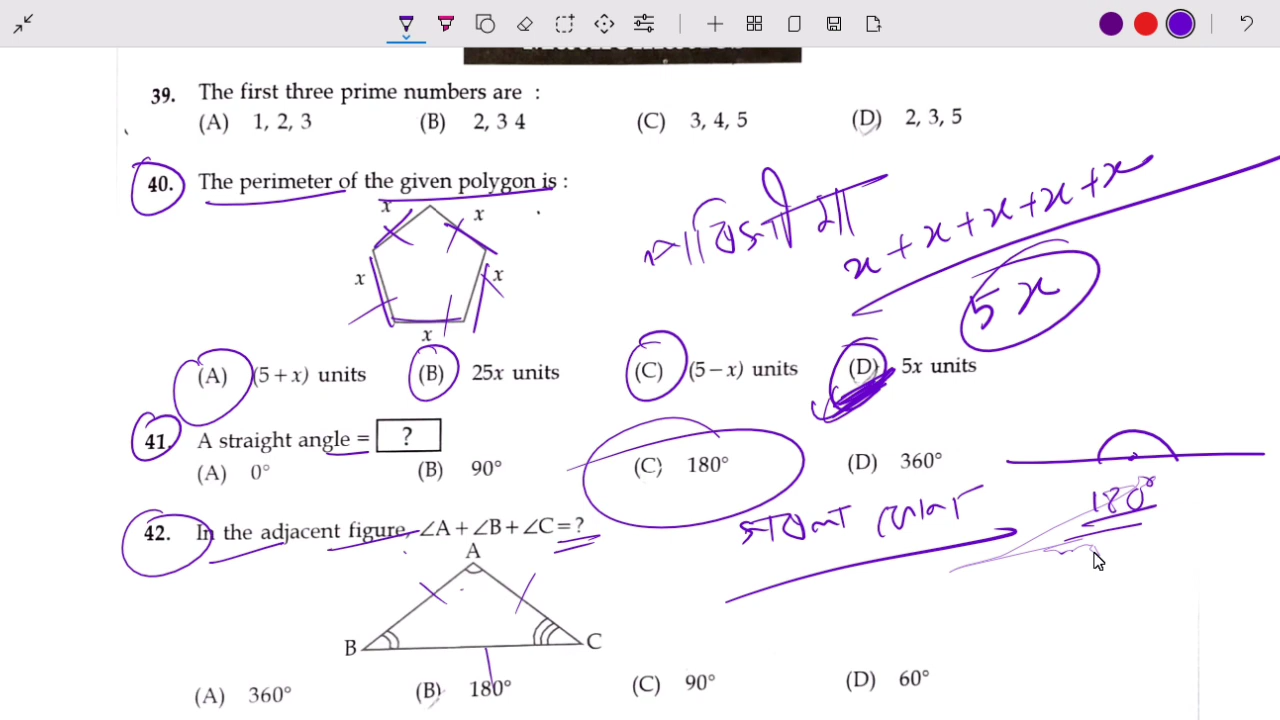 39. The first three prime numbers are :
(A) 1, 2, 3 (B) 2, 3 4 (C) 3, 4, 5 (D) 2, 3, 5
40. The perimeter of the given polygon is :
x x
x x
x
x + x + x + x + x
5x
(A) (5 + x) units (B) 25x units (C) (5 − x) units (D) 5x units
41. A straight angle = ?
(A) 0° (B) 90° (C) 180° (D) 360°
180°
42. In the adjacent figure, ∠A + ∠B + ∠C = ?
A
B C
(A) 360° (B) 180° (C) 90° (D) 60°